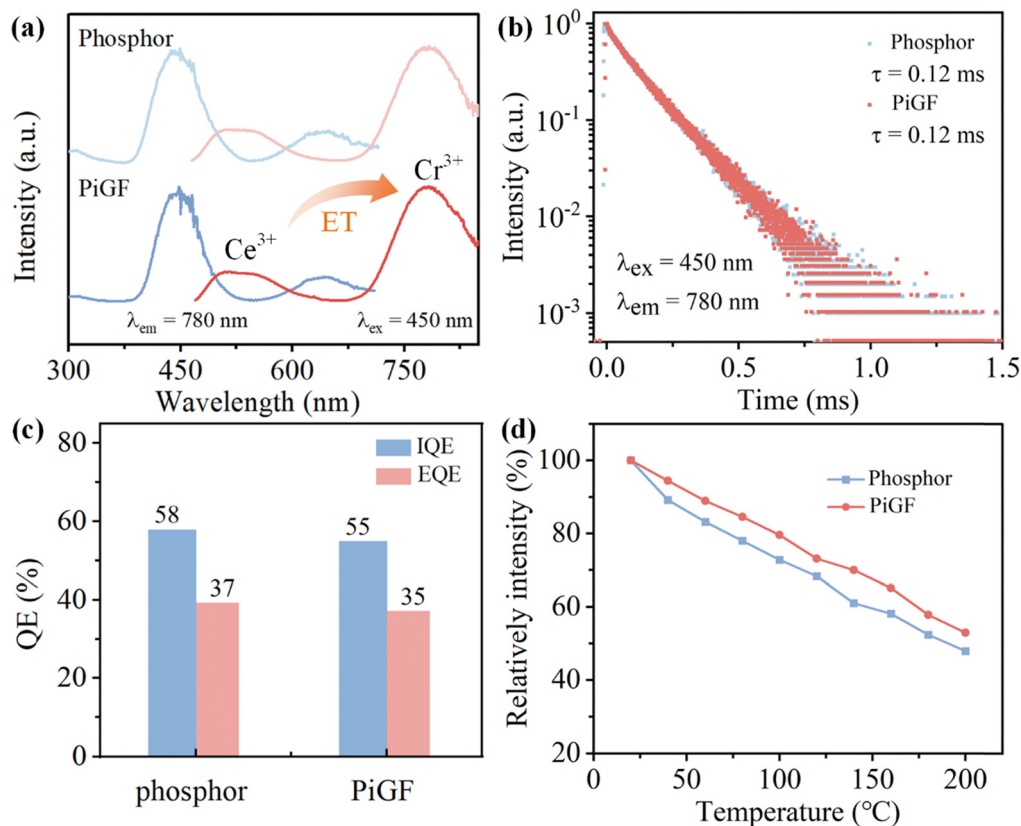 (a)
Phosphor
PiGF
Ce³⁺
ET
Cr³⁺
λem = 780 nm
λex = 450 nm
Intensity (a.u.)
300 450 600 750
Wavelength (nm)
(b)
10⁰
10⁻¹
10⁻²
10⁻³
Intensity (a.u.)
Phosphor
τ = 0.12 ms
PiGF
τ = 0.12 ms
λex = 450 nm
λem = 780 nm
0.0 0.5 1.0 1.5
Time (ms)
(c)
80
60
40
20
0
QE (%)
IQE
EQE
58
37
55
35
phosphor PiGF
(d)
100
80
60
40
20
Relatively intensity (%)
Phosphor
PiGF
0 50 100 150 200
Temperature (℃)